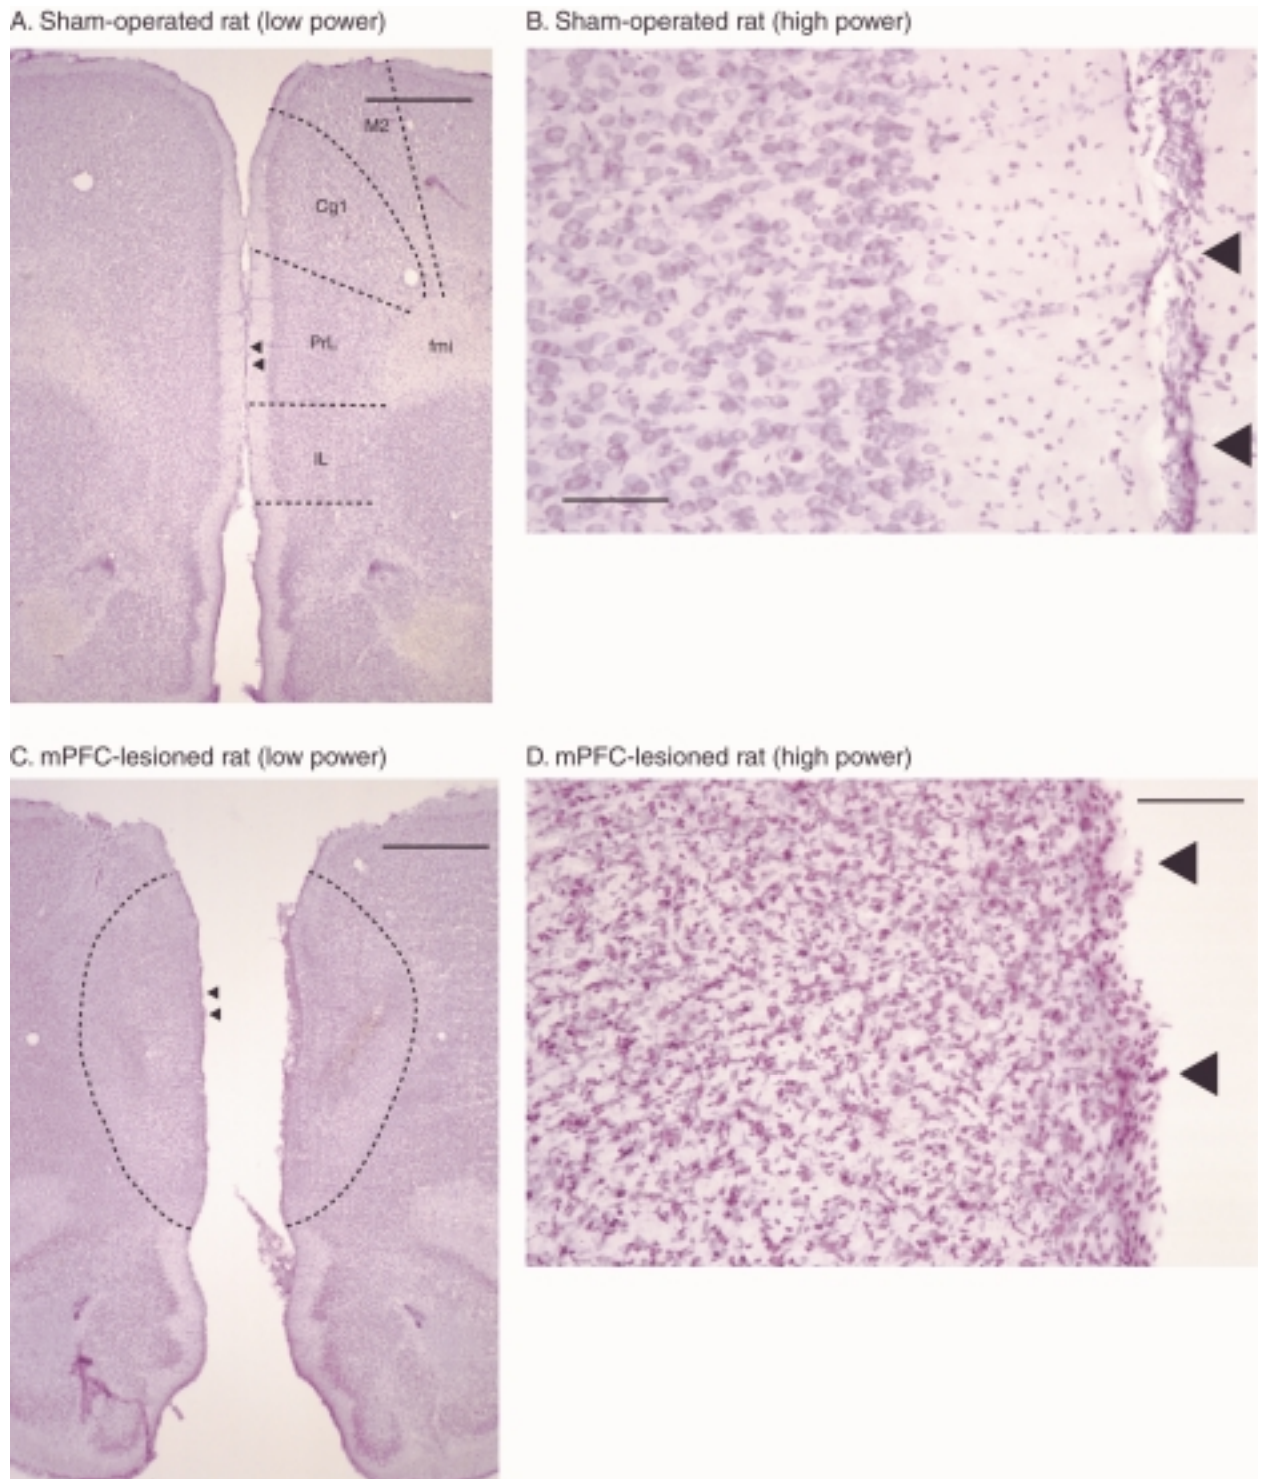 A. Sham-operated rat (low power)
B. Sham-operated rat (high power)
M2
Cg1
PrL
fmi
IL
C. mPFC-lesioned rat (low power)
D. mPFC-lesioned rat (high power)